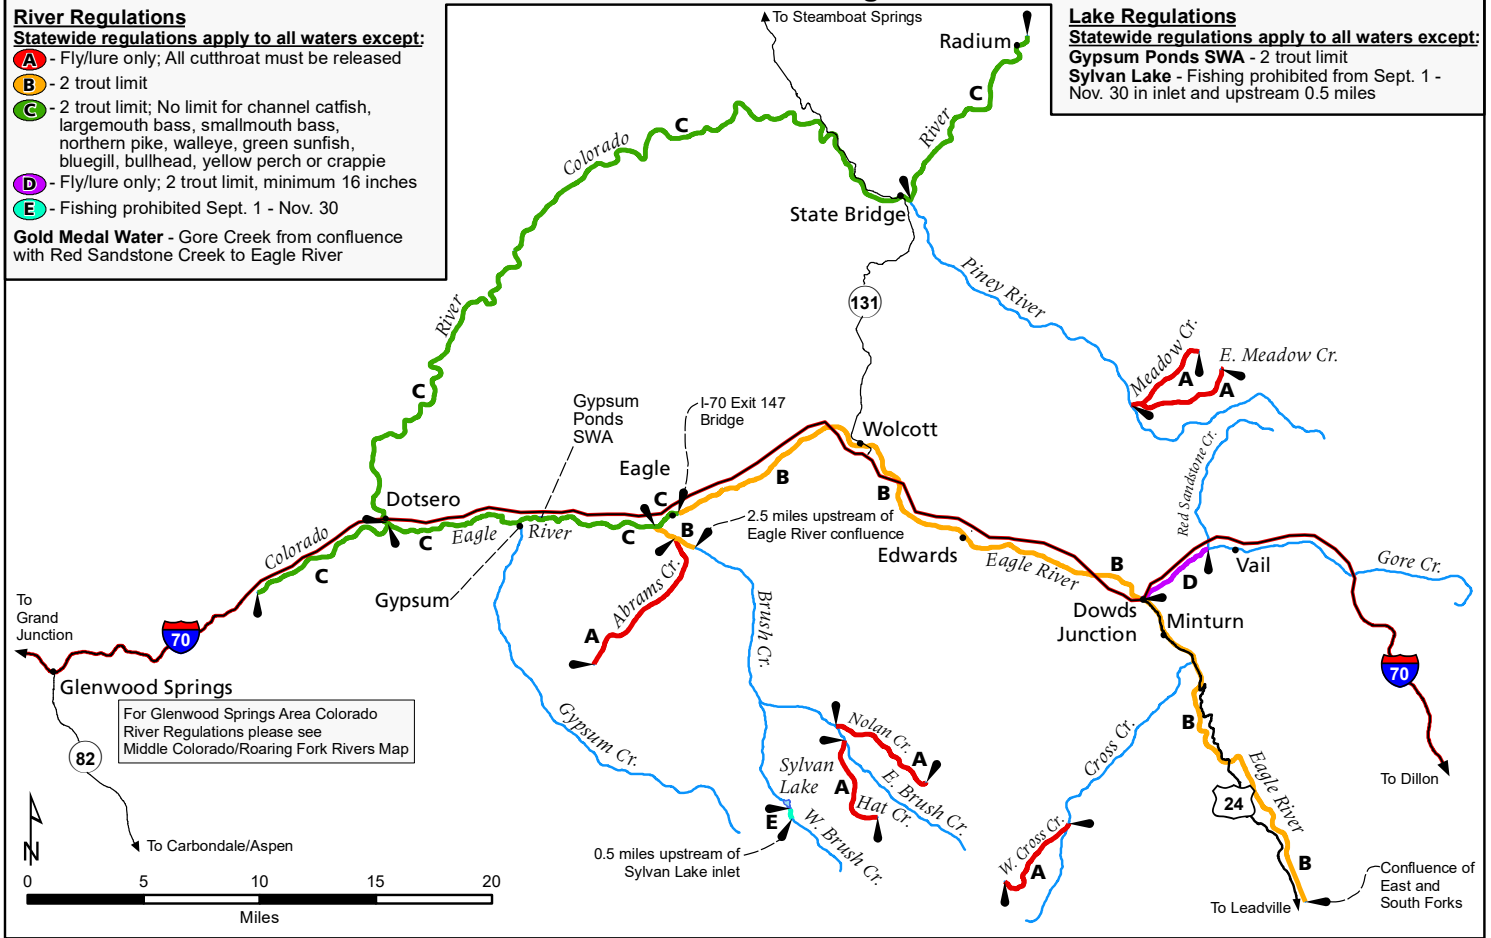 River Regulations
Statewide regulations apply to all waters except:
A - Fly/lure only; All cutthroat must be released
B - 2 trout limit
C - 2 trout limit; No limit for channel catfish,
largemouth bass, smallmouth bass,
northern pike, walleye, green sunfish,
bluegill, bullhead, yellow perch or crappie
D - Fly/lure only; 2 trout limit, minimum 16 inches
E - Fishing prohibited Sept. 1 - Nov. 30
Gold Medal Water - Gore Creek from confluence
with Red Sandstone Creek to Eagle River
Lake Regulations
Statewide regulations apply to all waters except:
Gypsum Ponds SWA - 2 trout limit
Sylvan Lake - Fishing prohibited from Sept. 1 -
Nov. 30 in inlet and upstream 0.5 miles
To Steamboat Springs
Radium
C
River
C
Colorado
State Bridge
Piney River
131
River
C
Meadow Cr.
A
E. Meadow Cr.
A
Gypsum
Ponds
SWA
I-70 Exit 147
Bridge
Wolcott
Eagle
B
B
C
Dotsero
Red Sandstone Cr.
2.5 miles upstream of
Eagle River confluence
B
C
Eagle
River
C
Edwards
Eagle River
B
Colorado
C
Vail
Gore Cr.
D
Gypsum
Abrams Cr.
A
Brush Cr.
Dowds
Junction
Minturn
To
Grand
Junction
70
70
Glenwood Springs
For Glenwood Springs Area Colorado
River Regulations please see
Middle Colorado/Roaring Fork Rivers Map
82
Gypsum Cr.
Nolan Cr.
A
Sylvan
Lake
A
Hat Cr.
E. Brush Cr.
E
W. Brush Cr.
0.5 miles upstream of
Sylvan Lake inlet
Cross Cr.
B
Eagle River
24
To Dillon
W. Cross Cr.
A
B
Confluence of
East and
South Forks
To Leadville
To Carbondale/Aspen
N
0 5 10 15 20
Miles